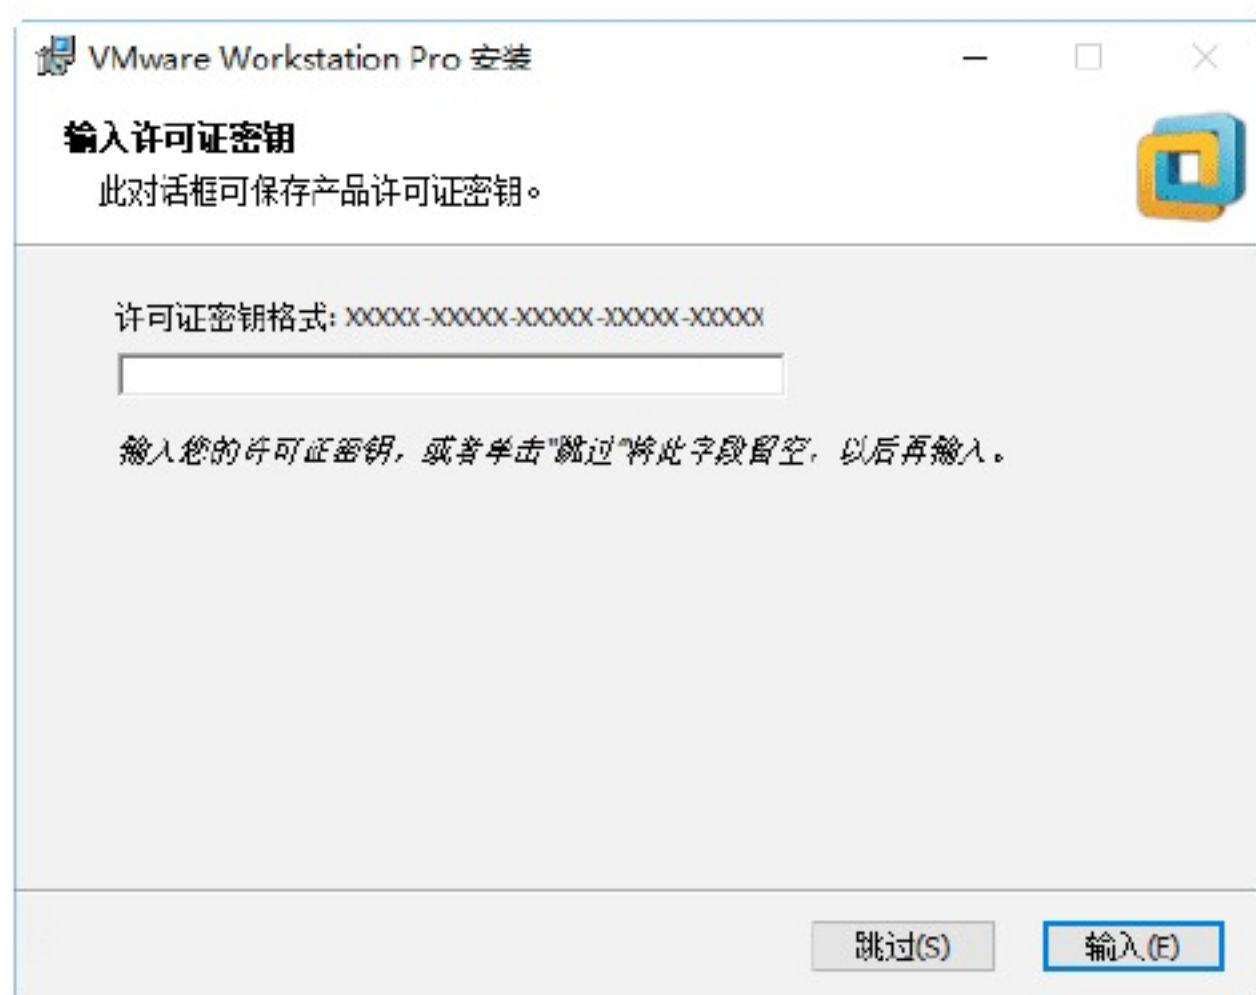 VMware Workstation Pro 安装
输入许可证密钥
此对话框可保存产品许可证密钥。
许可证密钥格式: XXXXX-XXXXX-XXXXX-XXXXX-XXXXX
输入您的许可证密钥，或者单击"跳过"将此字段留空，以后再输入。
跳过(S) 输入(E)